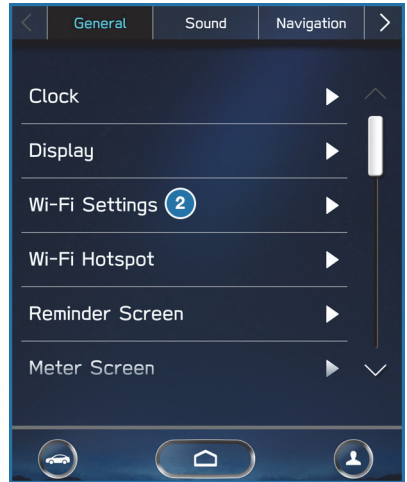 General Sound Navigation
Clock
Display
Wi-Fi Settings 2
Wi-Fi Hotspot
Reminder Screen
Meter Screen